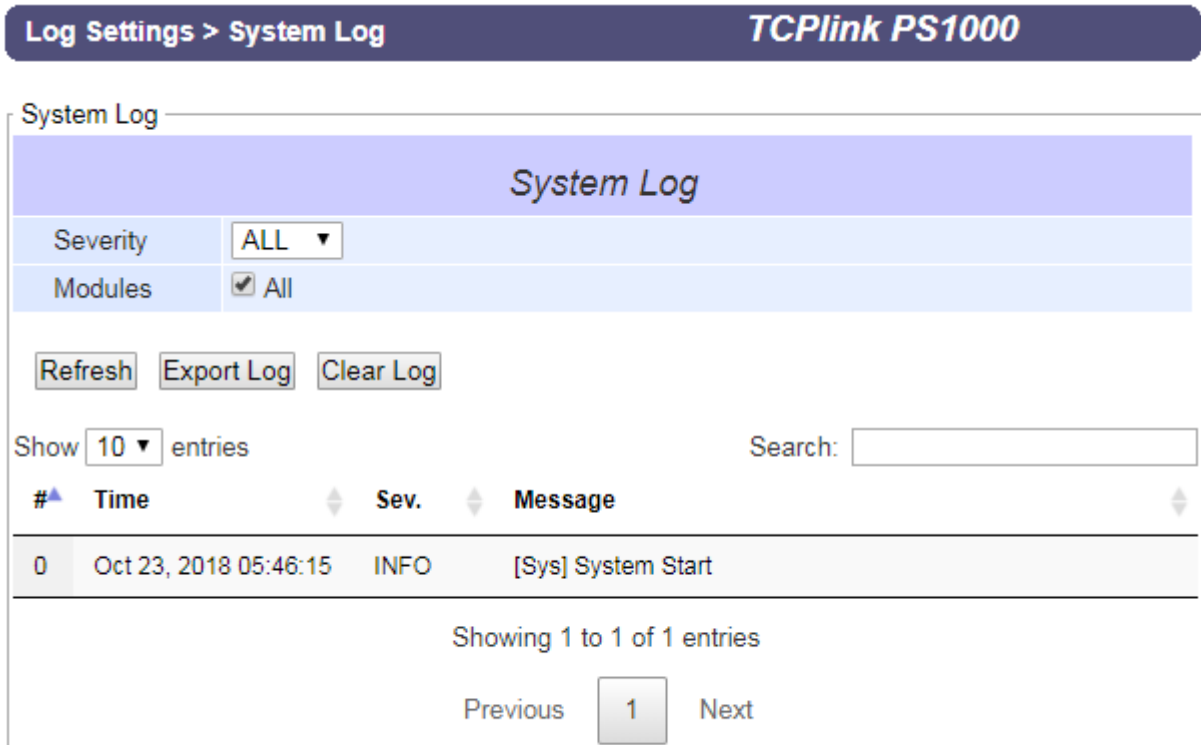 Log Settings > System Log TCPlink PS1000
System Log
System Log
Severity ALL
Modules All
Refresh Export Log Clear Log
Show 10 entries Search:
# Time Sev. Message
0 Oct 23, 2018 05:46:15 INFO [Sys] System Start
Showing 1 to 1 of 1 entries
Previous 1 Next